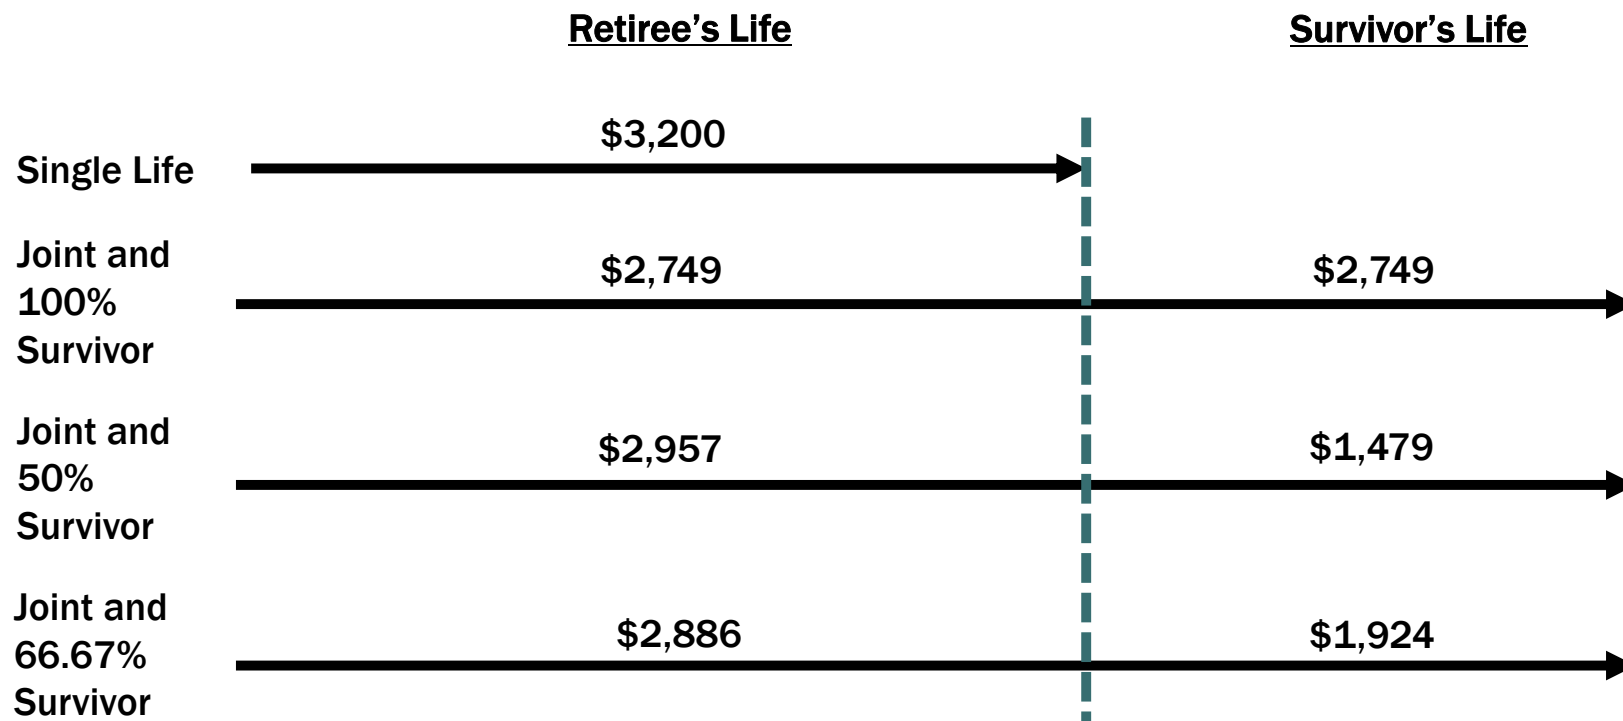 Retiree's Life
Survivor's Life
Single Life
$3,200
Joint and
100%
Survivor
$2,749
$2,749
Joint and
50%
Survivor
$2,957
$1,479
Joint and
66.67%
Survivor
$2,886
$1,924